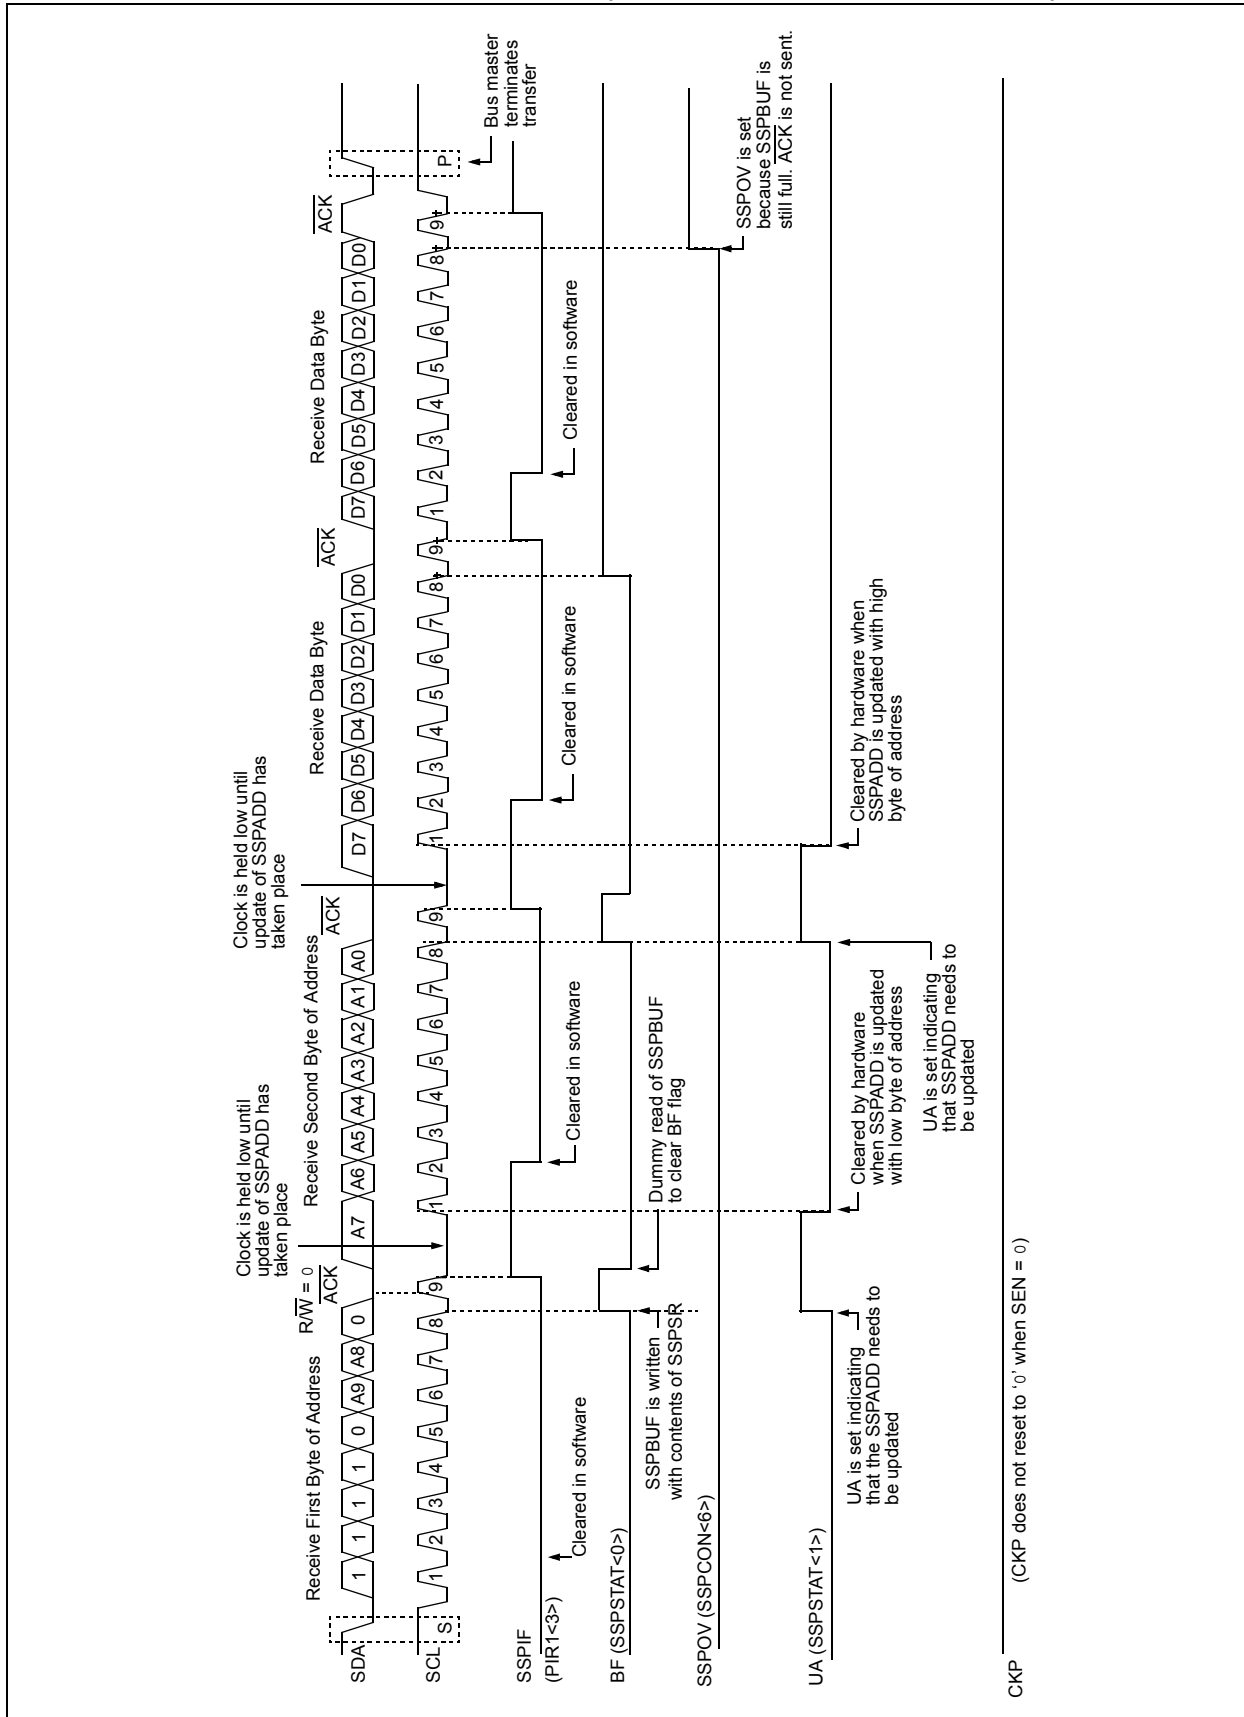 Receive First Byte of Address
R/W = 0
ACK
Clock is held low until
update of SSPADD has
taken place
Receive Second Byte of Address
ACK
Clock is held low until
update of SSPADD has
taken place
Receive Data Byte
ACK
Receive Data Byte
ACK
SDA
1 1 1 1 0 A9 A8 0
A7 A6 A5 A4 A3 A2 A1 A0
D7 D6 D5 D4 D3 D2 D1 D0
D7 D6 D5 D4 D3 D2 D1 D0
SCL
S
1 2 3 4 5 6 7 8 9
1 2 3 4 5 6 7 8 9
1 2 3 4 5 6 7 8 9
1 2 3 4 5 6 7 8 9
P
Bus master
terminates
transfer
SSPIF
(PIR1<3>)
Cleared in software
Cleared in software
Cleared in software
Cleared in software
BF (SSPSTAT<0>)
SSPBUF is written
with contents of SSPSR
Dummy read of SSPBUF
to clear BF flag
SSPOV (SSPCON<6>)
SSPOV is set
because SSPBUF is
still full. ACK is not sent.
UA (SSPSTAT<1>)
UA is set indicating
that the SSPADD needs to
be updated
Cleared by hardware
when SSPADD is updated
with low byte of address
UA is set indicating
that SSPADD needs to
be updated
Cleared by hardware when
SSPADD is updated with high
byte of address
CKP
(CKP does not reset to ‘0’ when SEN = 0)